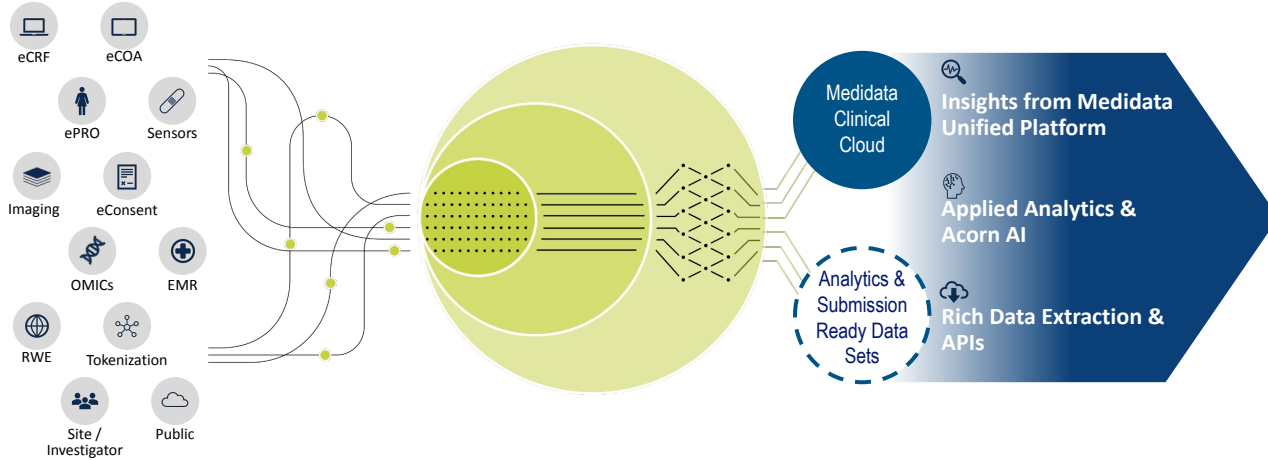 eCRF
eCOA
ePRO
Sensors
Imaging
eConsent
OMICs
EMR
RWE
Tokenization
Site /
Investigator
Public
Medidata
Clinical
Cloud
Analytics &
Submission
Ready Data
Sets
Insights from Medidata
Unified Platform
Applied Analytics &
Acorn AI
Rich Data Extraction &
APIs